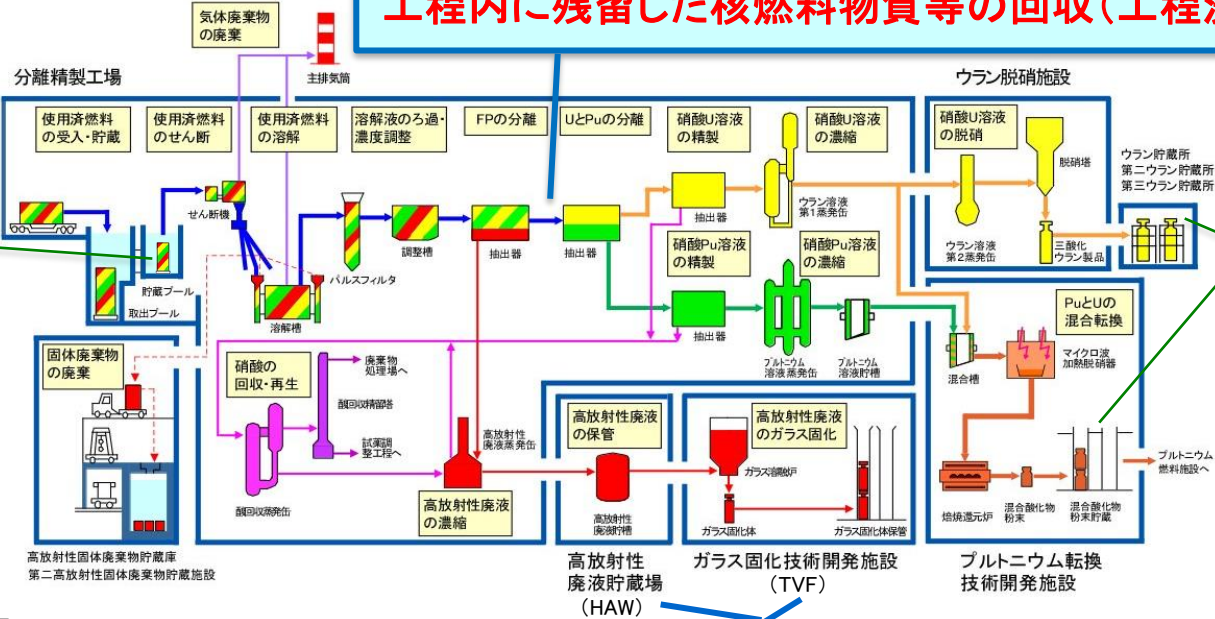 工程内に残留した核燃料物質等の回収(工程
気体廃棄物
の廃棄
主排気筒
分離精製工場
ウラン脱硝施設
使用済燃料
の受入・貯蔵
使用済燃料
のせん断
使用済燃料
の溶解
溶解液のろ過・
濃度調整
FPの分離
UとPuの分離
硝酸U溶液
の精製
硝酸U溶液
の濃縮
硝酸U溶液
の脱硝
脱硝塔
ウラン貯蔵所
第二ウラン貯蔵所
第三ウラン貯蔵所
せん断機
抽出器
ウラン溶液
第1蒸発缶
調整槽
抽出器
抽出器
硝酸Pu溶液
の精製
硝酸Pu溶液
の濃縮
ウラン溶液
第2蒸発缶
三酸化
ウラン製品
パルスフィルタ
貯蔵プール
取出プール
溶解槽
抽出器
PuとUの
混合転換
マイクロ波
加熱脱硝器
固体廃棄物
の廃棄
硝酸の
回収・再生
廃棄物
処理場へ
酸回収精留塔
試薬調
整工程へ
プルトニウム
溶液蒸発缶
プルトニウム
溶液貯槽
混合槽
高放射性
廃液蒸発缶
高放射性廃液
の保管
高放射性廃液
のガラス固化
ガラス溶融炉
プルトニウム
燃料施設へ
酸回収蒸発缶
高放射性廃液
の濃縮
高放射性
廃液貯槽
ガラス固化体
ガラス固化体保管
焙焼還元炉
混合酸化物
粉末
混合酸化物
粉末貯蔵
高放射性固体廃棄物貯蔵庫
第二高放射性固体廃棄物貯蔵施設
高放射性
廃液貯蔵場
(HAW)
ガラス固化技術開発施設
(TVF)
プルトニウム転換
技術開発施設